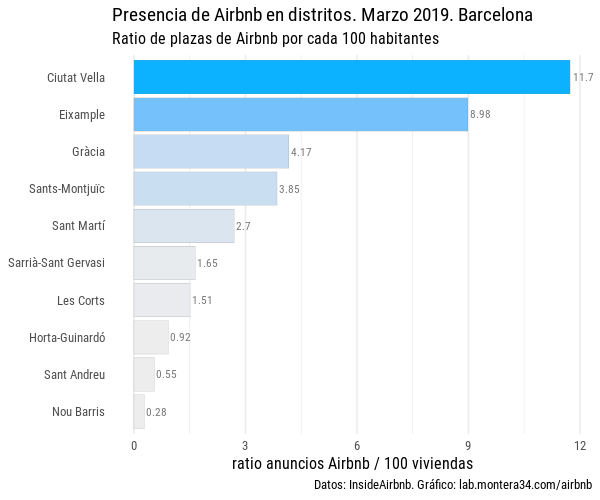 Presencia de Airbnb en distritos. Marzo 2019. Barcelona
Ratio de plazas de Airbnb por cada 100 habitantes
Ciutat Vella 11.7
Eixample 8.98
Gràcia 4.17
Sants-Montjuïc 3.85
Sant Martí 2.7
Sarrià-Sant Gervasi 1.65
Les Corts 1.51
Horta-Guinardó 0.92
Sant Andreu 0.55
Nou Barris 0.28
0 3 6 9 12
ratio anuncios Airbnb / 100 viviendas
Datos: InsideAirbnb. Gráfico: lab.montera34.com/airbnb